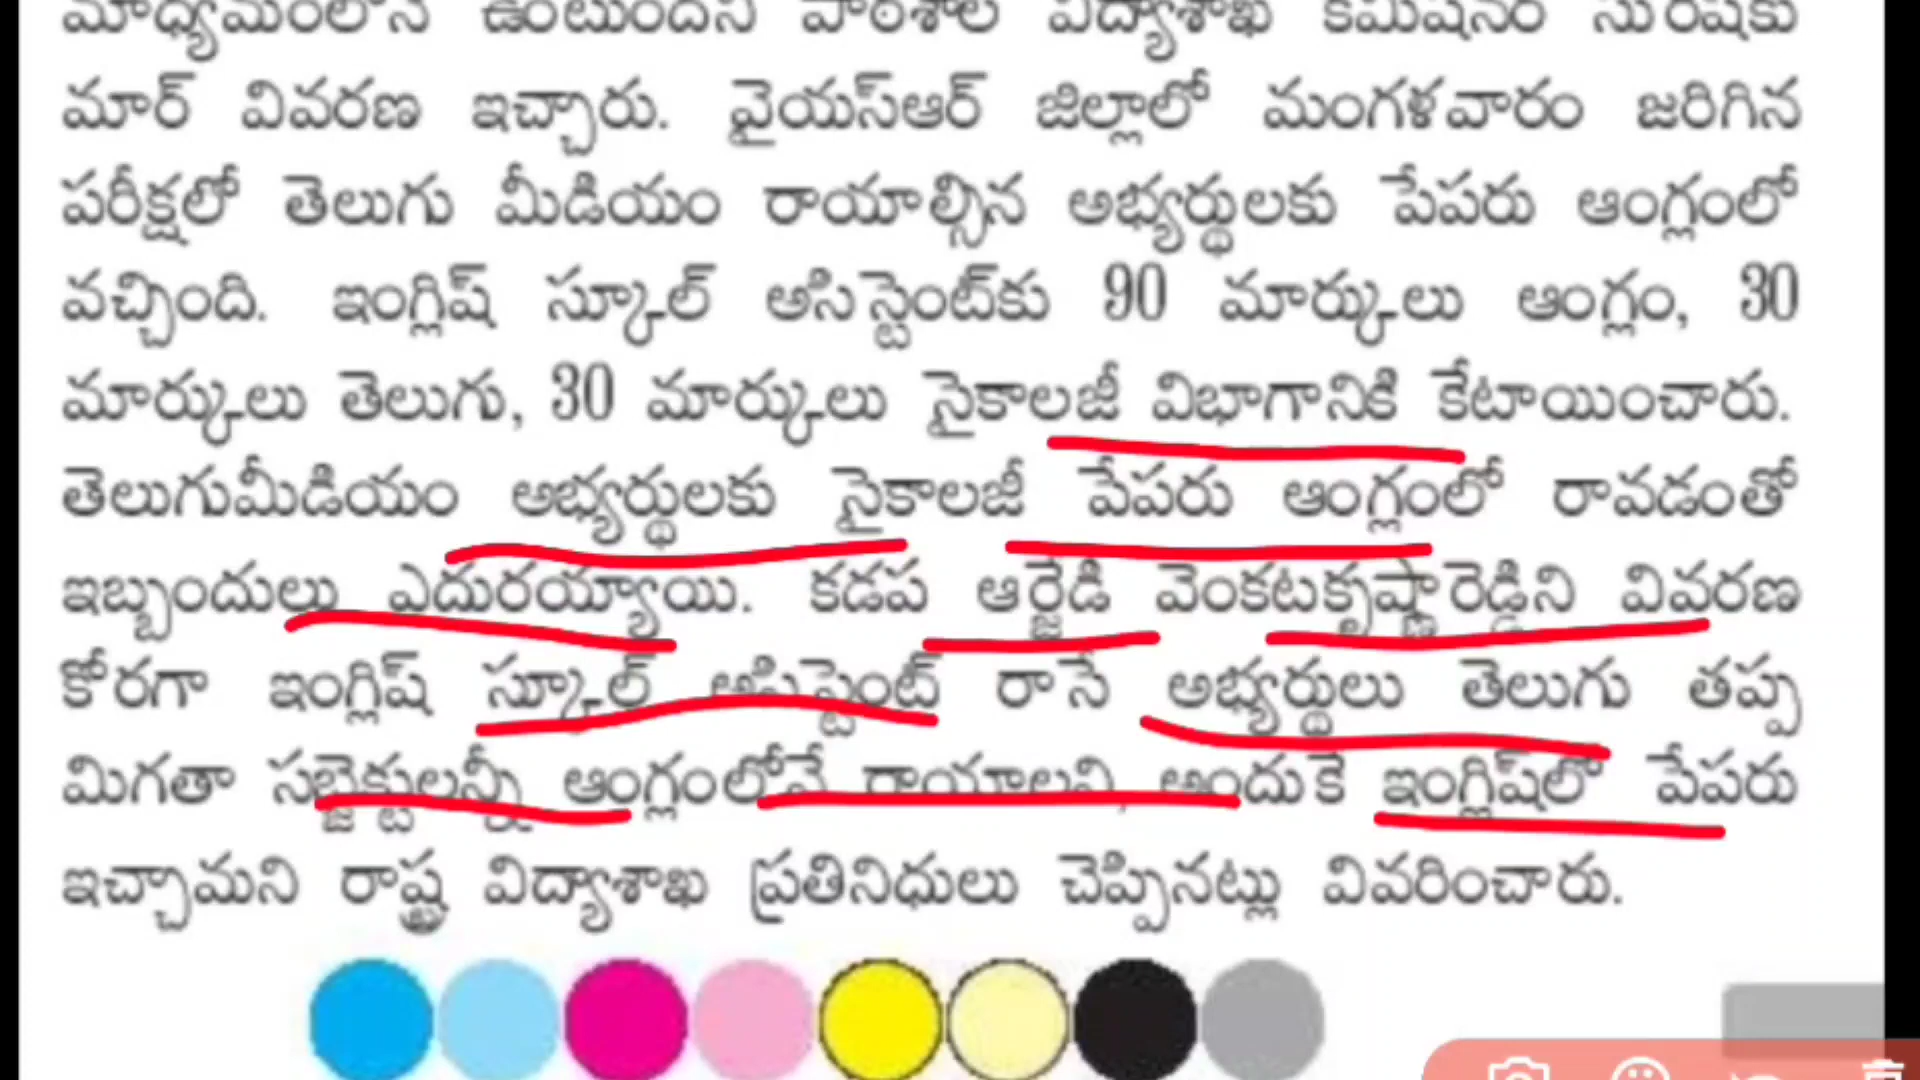 మాధ్యమంలోనే ఉంటుందని పాఠశాల విద్యాశాఖ కమిషనర్ సురేష్‌కు
మార్ వివరణ ఇచ్చారు. వైయస్ఆర్ జిల్లాలో మంగళవారం జరిగిన
పరీక్షలో తెలుగు మీడియం రాయాల్సిన అభ్యర్థులకు పేపరు ఆంగ్లంలో
వచ్చింది. ఇంగ్లిష్ స్కూల్ అసిస్టెంట్‌కు 90 మార్కులు ఆంగ్లం, 30
మార్కులు తెలుగు, 30 మార్కులు సైకాలజీ విభాగానికి కేటాయించారు.
తెలుగుమీడియం అభ్యర్థులకు సైకాలజీ పేపరు ఆంగ్లంలో రావడంతో
ఇబ్బందులు ఎదురయ్యాయి. కడప ఆర్జేడి వెంకటకృష్ణారెడ్డిని వివరణ
కోరగా ఇంగ్లిష్ స్కూల్ అసిస్టెంట్ రాసే అభ్యర్థులు తెలుగు తప్ప
మిగతా సబ్జెక్టులన్నీ ఆంగ్లంలోనే రాయాలని, అందుకే ఇంగ్లిష్‌లో పేపరు
ఇచ్చామని రాష్ట్ర విద్యాశాఖ ప్రతినిధులు చెప్పినట్లు వివరించారు.